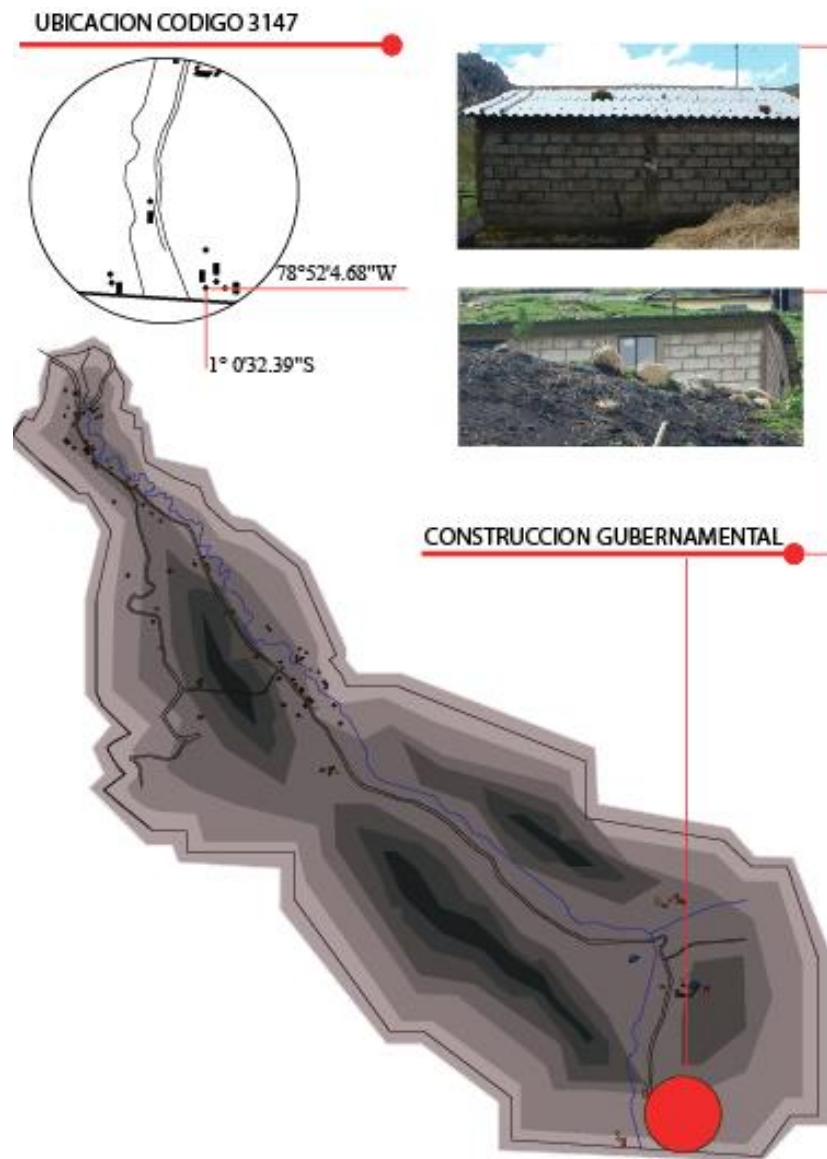 UBICACION CODIGO 3147
78°52'4.68"W
1° 0'32.39"S
CONSTRUCCION GUBERNAMENTAL